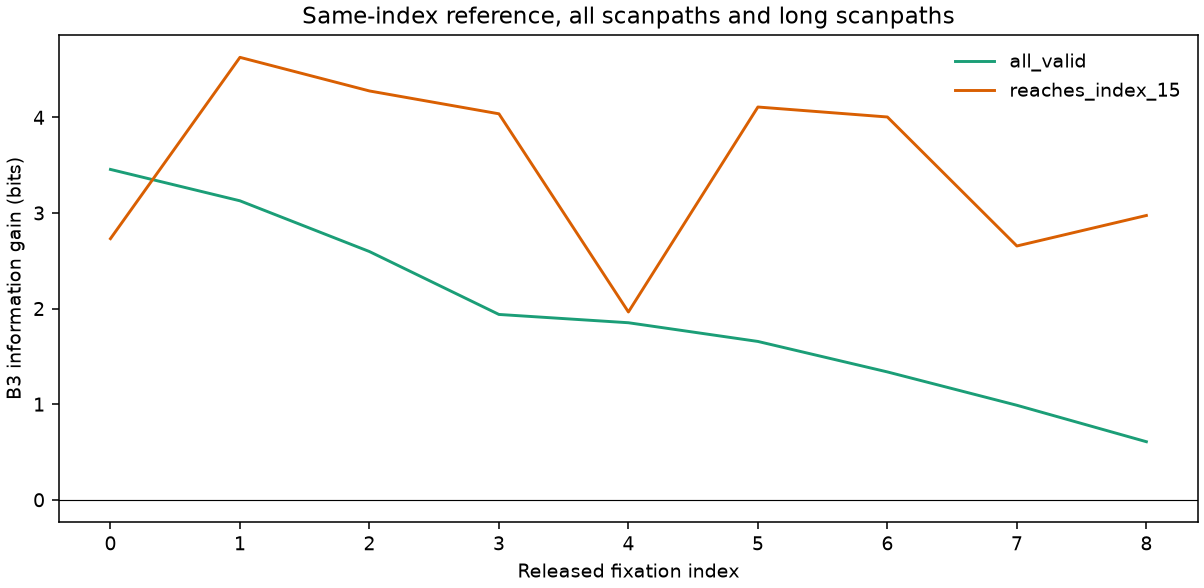 Same-index reference, all scanpaths and long scanpaths
all_valid
reaches_index_15
B3 information gain (bits)
4
3
2
1
0
0 1 2 3 4 5 6 7 8
Released fixation index